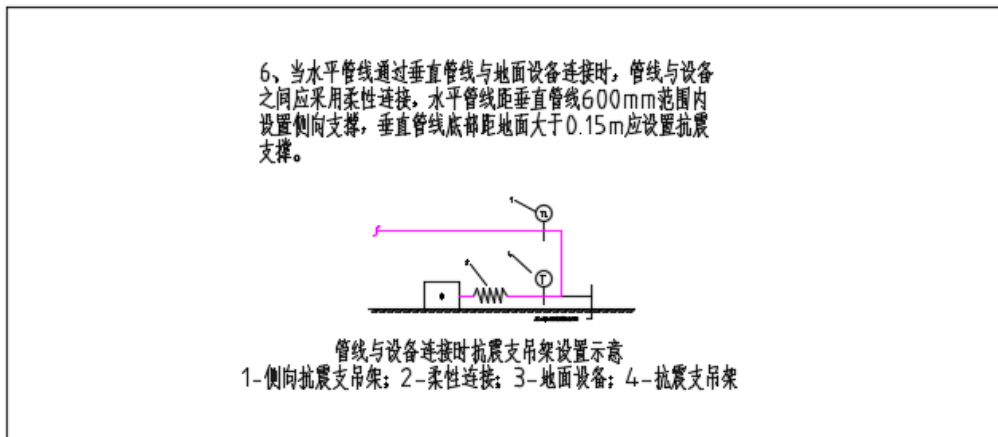 6、当水平管线通过垂直管线与地面设备连接时，管线与设备
之间应采用柔性连接，水平管线距垂直管线600mm范围内
设置侧向支撑，垂直管线底部距地面大于0.15m应设置抗震
支撑。
1
TL
4
T
管线与设备连接时抗震支吊架设置示意
1-侧向抗震支吊架；2-柔性连接；3-地面设备；4-抗震支吊架